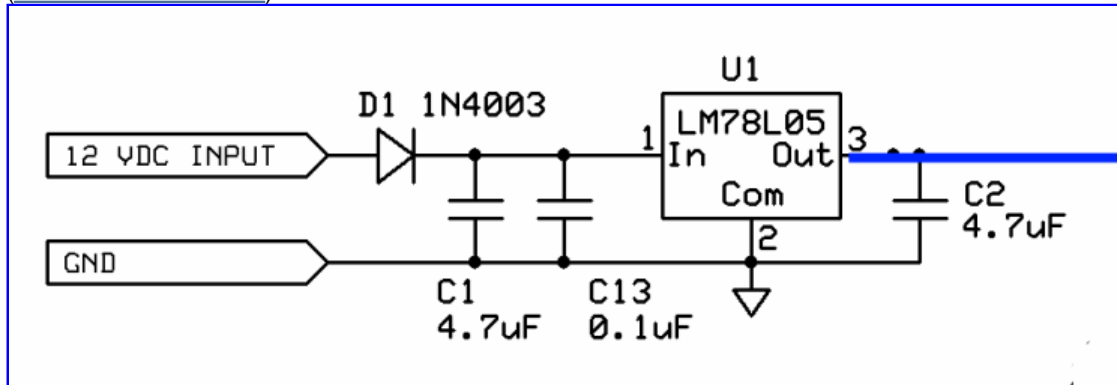 U1
D1 1N4003
LM78L05
12 VDC INPUT
1
In
Out
3
Com
C2
4.7uF
2
GND
C1
4.7uF
C13
0.1uF